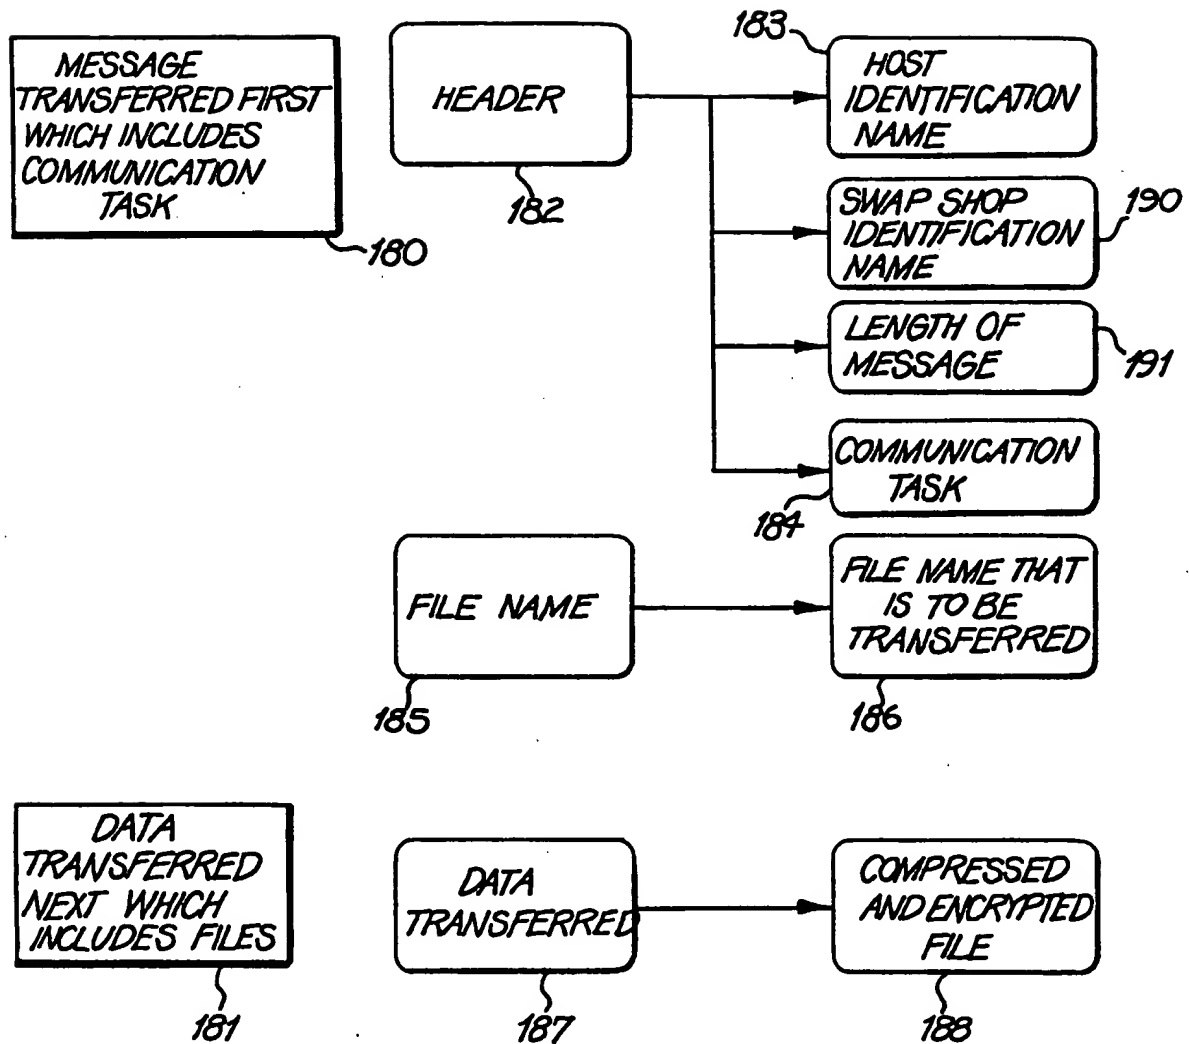 MESSAGE
TRANSFERRED FIRST
WHICH INCLUDES
COMMUNICATION
TASK
180
HEADER
182
183
HOST
IDENTIFICATION
NAME
SWAP SHOP
IDENTIFICATION
NAME
190
LENGTH OF
MESSAGE
191
COMMUNICATION
TASK
184
FILE NAME
185
FILE NAME THAT
IS TO BE
TRANSFERRED
186
DATA
TRANSFERRED
NEXT WHICH
INCLUDES FILES
181
DATA
TRANSFERRED
187
COMPRESSED
AND ENCRYPTED
FILE
188